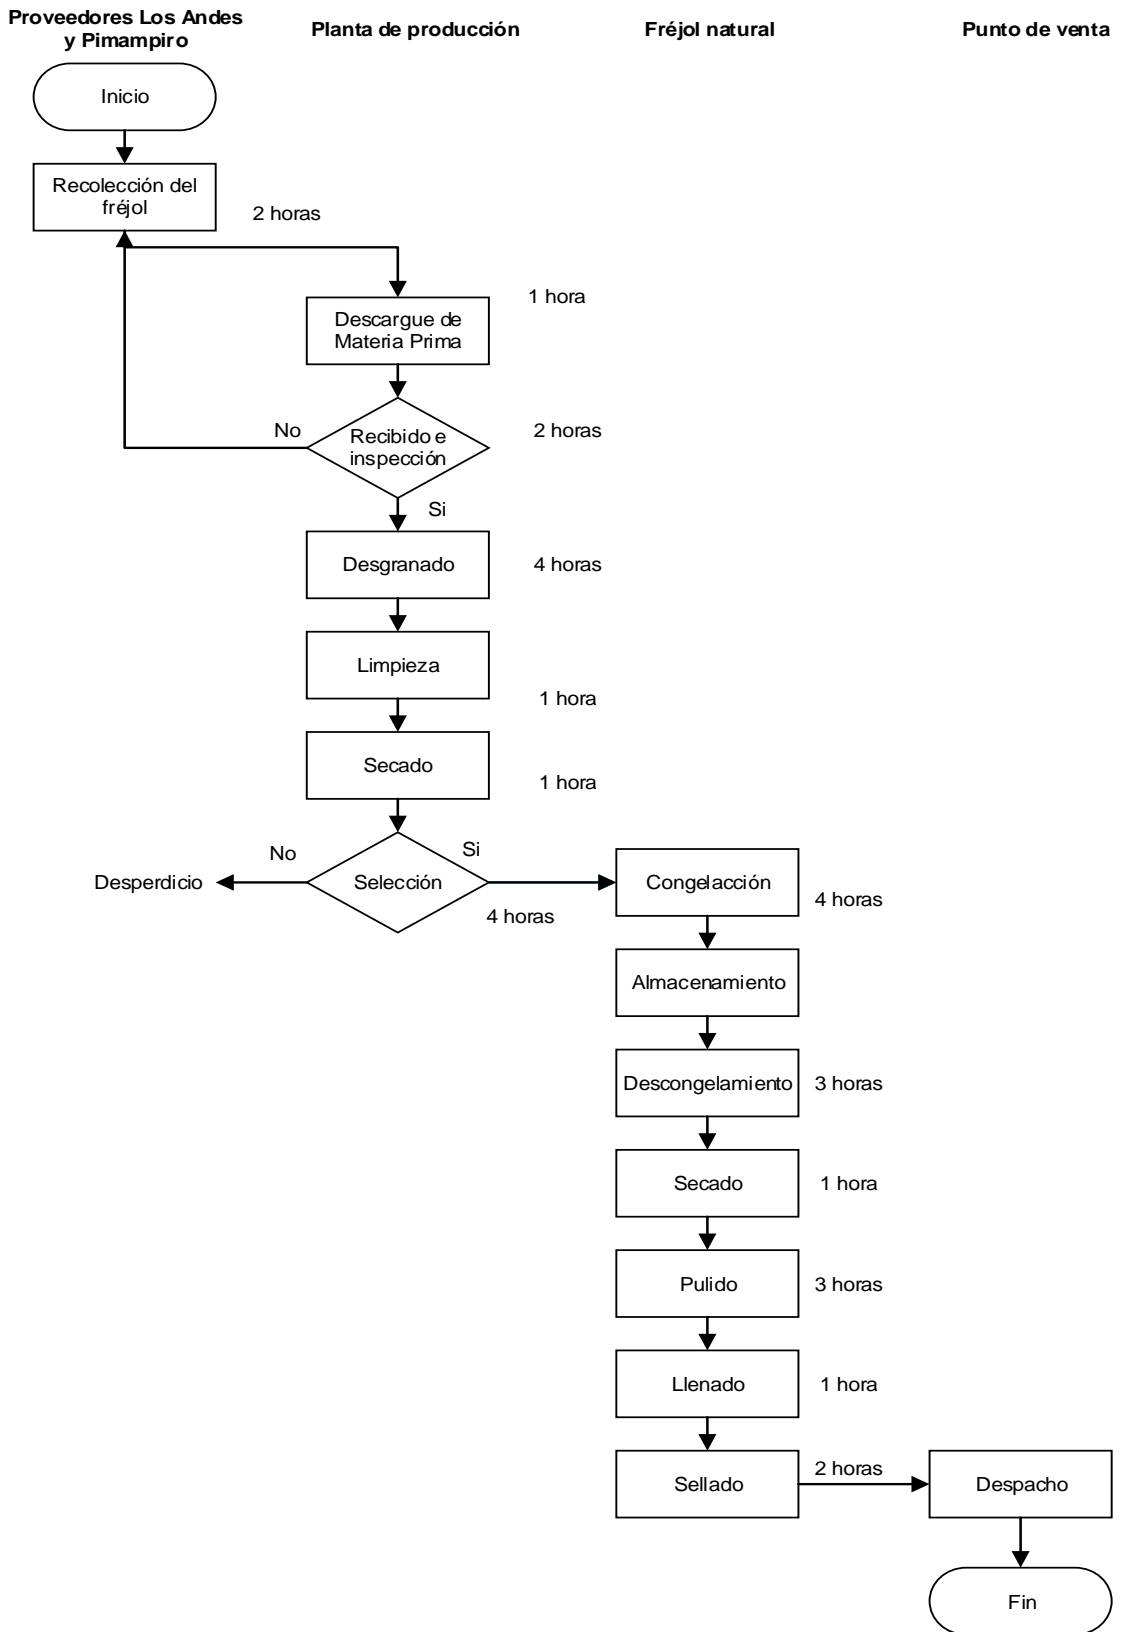 Proveedores Los Andes
y Pimampiro
Planta de producción
Fréjol natural
Punto de venta
Inicio
Recolección del
fréjol
2 horas
1 hora
Descargue de
Materia Prima
No
Recibido e
inspección
2 horas
Si
Desgranado
4 horas
Limpieza
1 hora
Secado
1 hora
No
Si
Desperdicio
Selección
4 horas
Congelacción
4 horas
Almacenamiento
Descongelamiento
3 horas
Secado
1 hora
Pulido
3 horas
Llenado
1 hora
Sellado
2 horas
Despacho
Fin